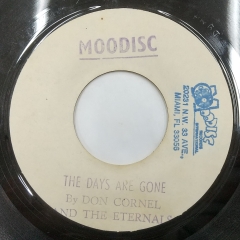 MOODISC
20201 N.W. 33 AVE.,
MIAMI, FL 33055
THE DAYS ARE GONE
By DON CORNEL
AND THE ETERNALS